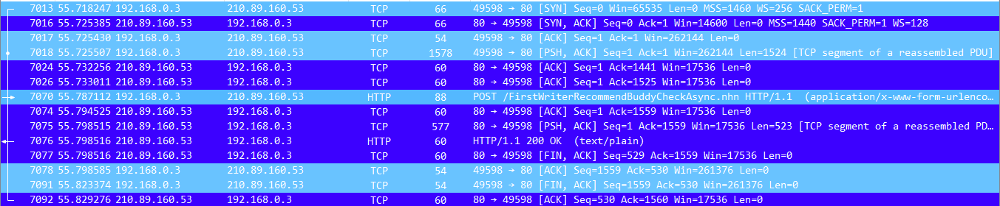 7013 55.718247 192.168.0.3 210.89.160.53 TCP 66 49598 → 80 [SYN] Seq=0 Win=65535 Len=0 MSS=1460 WS=256 SACK_PERM=1
7016 55.725385 210.89.160.53 192.168.0.3 TCP 66 80 → 49598 [SYN, ACK] Seq=0 Ack=1 Win=14600 Len=0 MSS=1440 SACK_PERM=1 WS=128
7017 55.725430 192.168.0.3 210.89.160.53 TCP 54 49598 → 80 [ACK] Seq=1 Ack=1 Win=262144 Len=0
7018 55.725507 192.168.0.3 210.89.160.53 TCP 1578 49598 → 80 [PSH, ACK] Seq=1 Ack=1 Win=262144 Len=1524 [TCP segment of a reassembled PDU]
7024 55.732256 210.89.160.53 192.168.0.3 TCP 60 80 → 49598 [ACK] Seq=1 Ack=1441 Win=17536 Len=0
7026 55.733011 210.89.160.53 192.168.0.3 TCP 60 80 → 49598 [ACK] Seq=1 Ack=1525 Win=17536 Len=0
7070 55.787112 192.168.0.3 210.89.160.53 HTTP 88 POST /FirstWriterRecommendBuddyCheckAsync.nhn HTTP/1.1 (application/x-www-form-urlenco…
7074 55.794525 210.89.160.53 192.168.0.3 TCP 60 80 → 49598 [ACK] Seq=1 Ack=1559 Win=17536 Len=0
7075 55.798515 210.89.160.53 192.168.0.3 TCP 577 80 → 49598 [PSH, ACK] Seq=1 Ack=1559 Win=17536 Len=523 [TCP segment of a reassembled PD…
7076 55.798516 210.89.160.53 192.168.0.3 HTTP 60 HTTP/1.1 200 OK (text/plain)
7077 55.798516 210.89.160.53 192.168.0.3 TCP 60 80 → 49598 [FIN, ACK] Seq=529 Ack=1559 Win=17536 Len=0
7078 55.798585 192.168.0.3 210.89.160.53 TCP 54 49598 → 80 [ACK] Seq=1559 Ack=530 Win=261376 Len=0
7091 55.823374 192.168.0.3 210.89.160.53 TCP 54 49598 → 80 [FIN, ACK] Seq=1559 Ack=530 Win=261376 Len=0
7092 55.829276 210.89.160.53 192.168.0.3 TCP 60 80 → 49598 [ACK] Seq=530 Ack=1560 Win=17536 Len=0